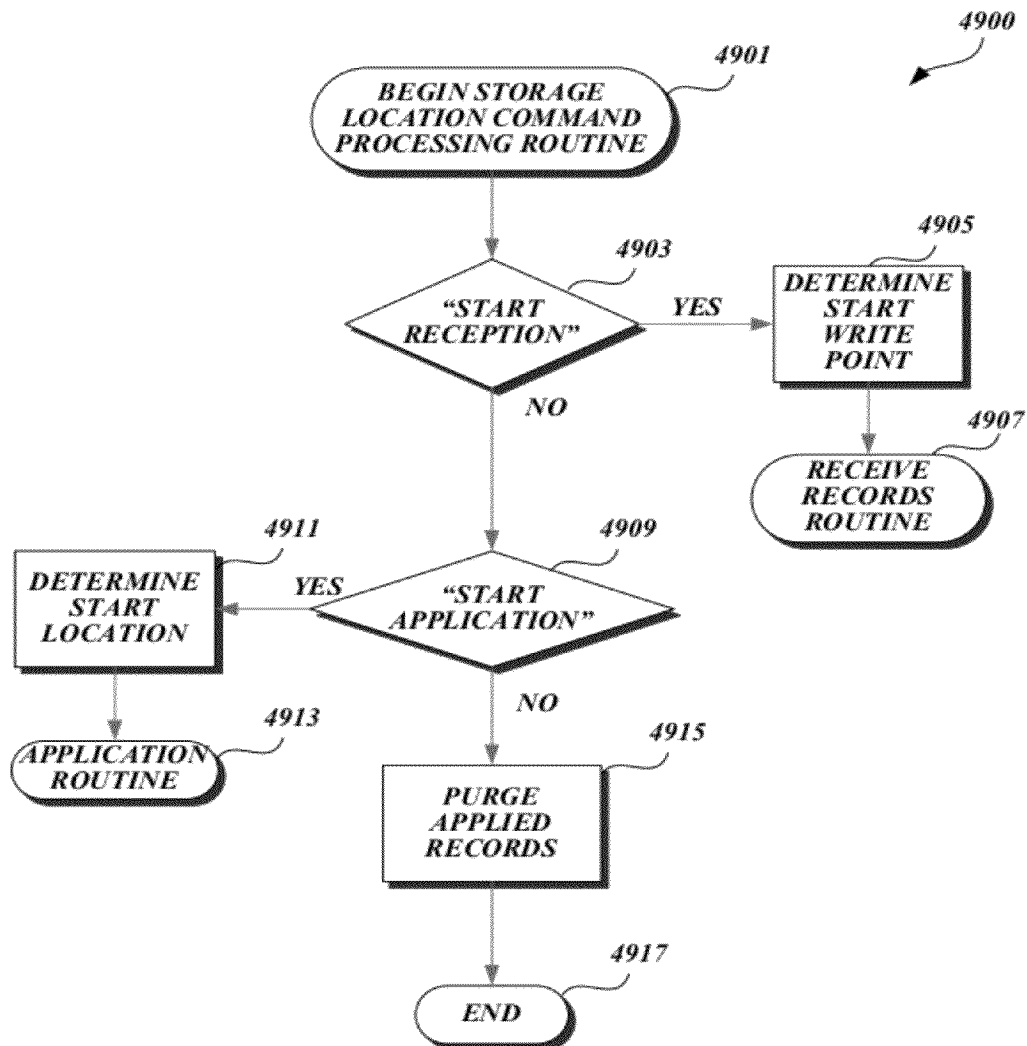 4900
4901
BEGIN STORAGE
LOCATION COMMAND
PROCESSING ROUTINE
4903
“START
RECEPTION”
YES
NO
4905
DETERMINE
START
WRITE
POINT
4907
RECEIVE
RECORDS
ROUTINE
4909
“START
APPLICATION”
YES
NO
4911
DETERMINE
START
LOCATION
4913
APPLICATION
ROUTINE
4915
PURGE
APPLIED
RECORDS
4917
END